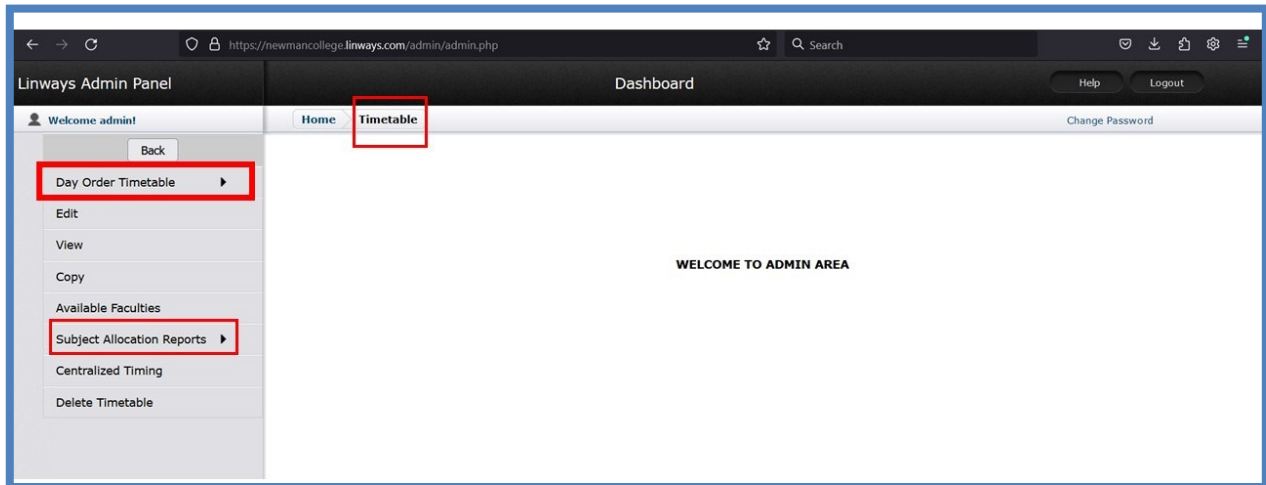 https://newmancollege.linways.com/admin/admin.php
Search
Linways Admin Panel
Dashboard
Help
Logout
Welcome admin!
Home
Timetable
Change Password
Back
Day Order Timetable
Edit
View
Copy
Available Faculties
Subject Allocation Reports
Centralized Timing
Delete Timetable
WELCOME TO ADMIN AREA